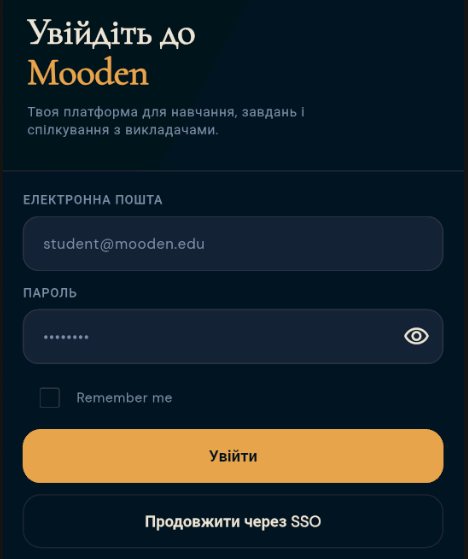 Увійдіть до
Mooden
Твоя платформа для навчання, завдань і
спілкування з викладачами.
ЕЛЕКТРОННА ПОШТА
student@mooden.edu
ПАРОЛЬ
••••••••
Remember me
Увійти
Продовжити через SSO